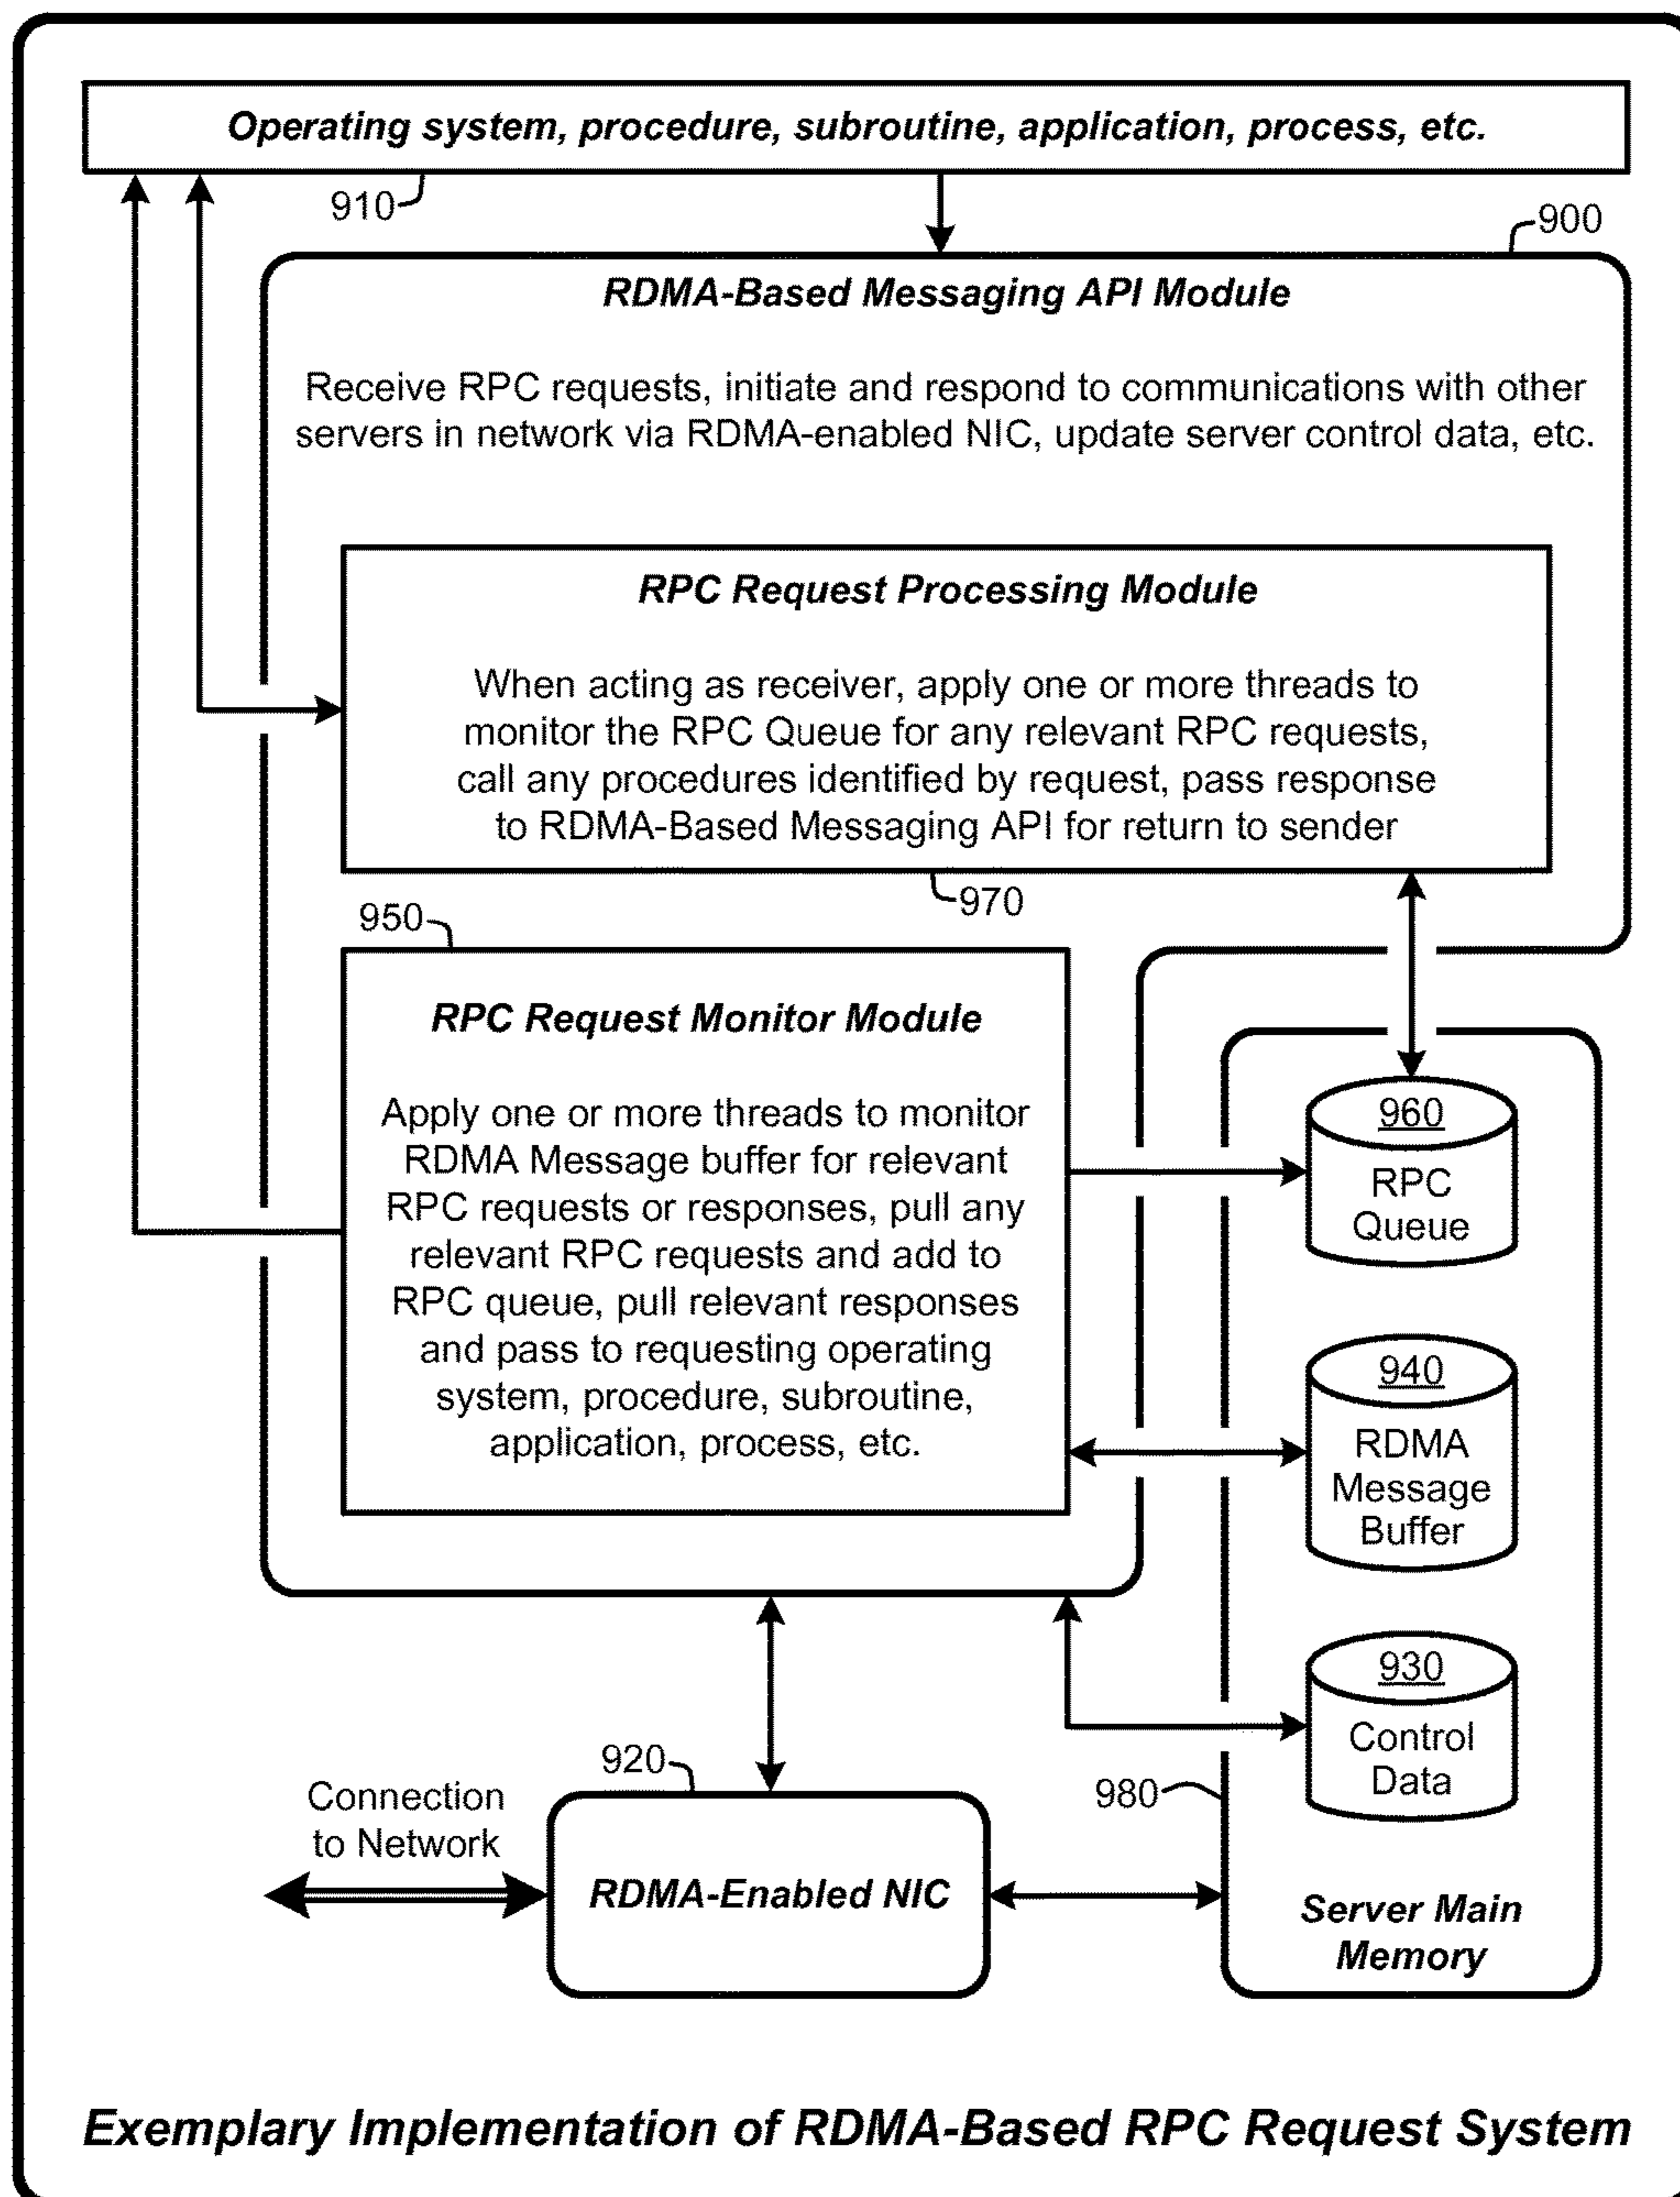 Operating system, procedure, subroutine, application, process, etc.
910
900
RDMA-Based Messaging API Module
Receive RPC requests, initiate and respond to communications with other
servers in network via RDMA-enabled NIC, update server control data, etc.
RPC Request Processing Module
When acting as receiver, apply one or more threads to
monitor the RPC Queue for any relevant RPC requests,
call any procedures identified by request, pass response
to RDMA-Based Messaging API for return to sender
970
950
RPC Request Monitor Module
Apply one or more threads to monitor
RDMA Message buffer for relevant
RPC requests or responses, pull any
relevant RPC requests and add to
RPC queue, pull relevant responses
and pass to requesting operating
system, procedure, subroutine,
application, process, etc.
960
RPC
Queue
940
RDMA
Message
Buffer
930
Control
Data
980
Server Main
Memory
920
Connection
to Network
RDMA-Enabled NIC
Exemplary Implementation of RDMA-Based RPC Request System